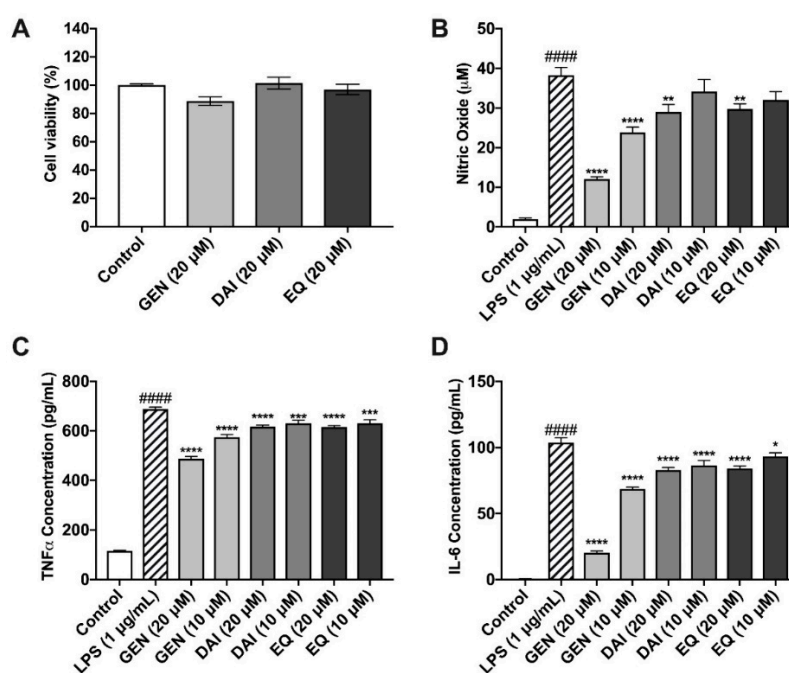 A
Cell viability (%)
140
120
100
80
60
40
20
0
Control
GEN (20 µM)
DAI (20 µM)
EQ (20 µM)
B
Nitric Oxide (µM)
50
40
30
20
10
0
####
****
****
**
**
Control
LPS (1 µg/mL)
GEN (20 µM)
GEN (10 µM)
DAI (20 µM)
DAI (10 µM)
EQ (20 µM)
EQ (10 µM)
C
TNFα Concentration (pg/mL)
800
600
400
200
0
####
****
****
****
***
****
***
Control
LPS (1 µg/mL)
GEN (20 µM)
GEN (10 µM)
DAI (20 µM)
DAI (10 µM)
EQ (20 µM)
EQ (10 µM)
D
IL-6 Concentration (pg/mL)
150
100
50
0
####
****
****
****
****
****
*
Control
LPS (1 µg/mL)
GEN (20 µM)
GEN (10 µM)
DAI (20 µM)
DAI (10 µM)
EQ (20 µM)
EQ (10 µM)